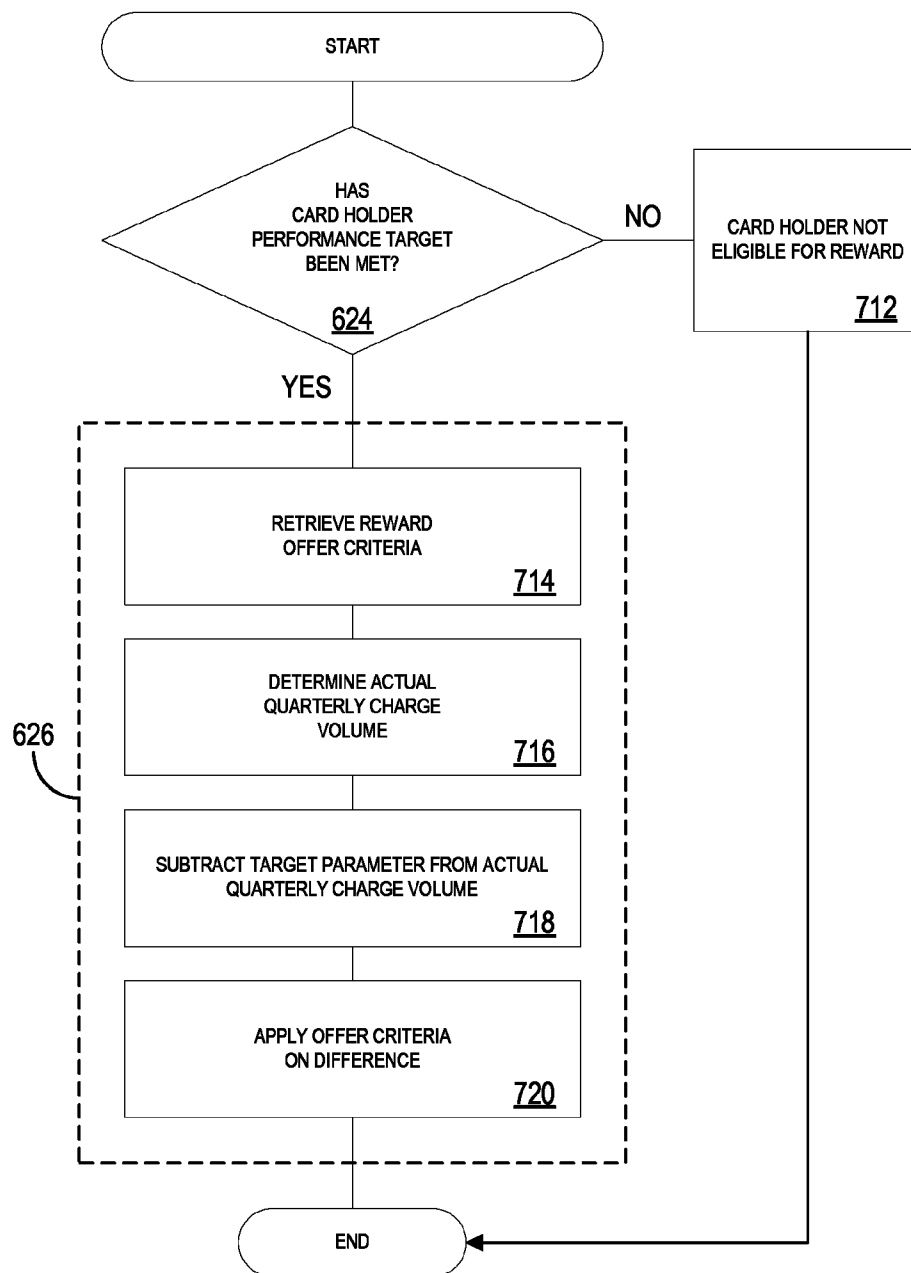 START
HAS
CARD HOLDER
PERFORMANCE TARGET
BEEN MET?
624
NO
CARD HOLDER NOT
ELIGIBLE FOR REWARD
712
YES
RETRIEVE REWARD
OFFER CRITERIA
714
DETERMINE ACTUAL
QUARTERLY CHARGE
VOLUME
716
626
SUBTRACT TARGET PARAMETER FROM ACTUAL
QUARTERLY CHARGE VOLUME
718
APPLY OFFER CRITERIA
ON DIFFERENCE
720
END